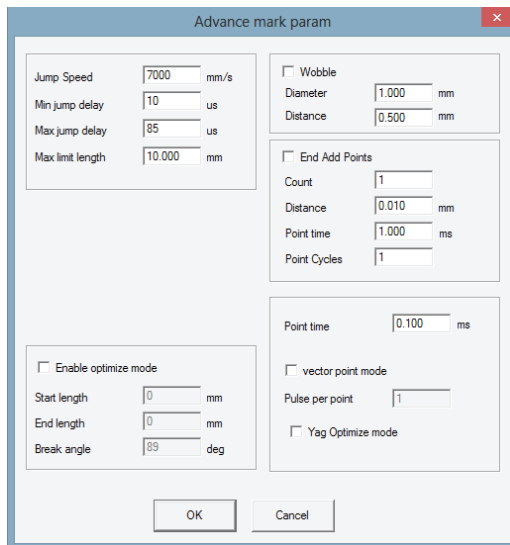 Advance mark param
Jump Speed 7000 mm/s
Min jump delay 10 us
Max jump delay 85 us
Max limit length 10.000 mm
Wobble
Diameter 1.000 mm
Distance 0.500 mm
End Add Points
Count 1
Distance 0.010 mm
Point time 1.000 ms
Point Cycles 1
Point time 0.100 ms
vector point mode
Pulse per point 1
Yag Optimize mode
Enable optimize mode
Start length 0 mm
End length 0 mm
Break angle 89 deg
OK Cancel